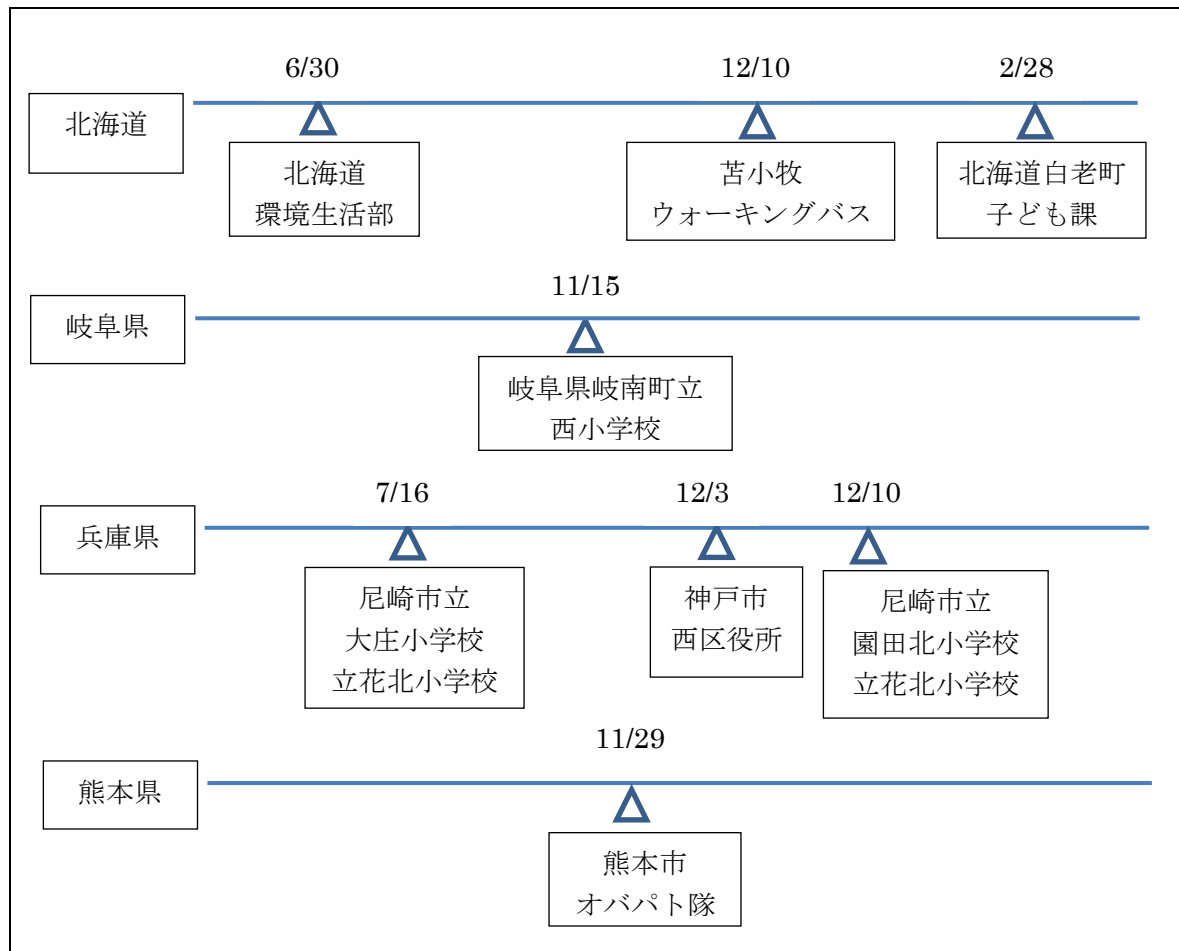 6/30
12/10
2/28
北海道
北海道
環境生活部
苫小牧
ウォーキングバス
北海道白老町
子ども課
11/15
岐阜県
岐阜県岐南町立
西小学校
7/16
12/3
12/10
兵庫県
尼崎市立
大庄小学校
立花北小学校
神戸市
西区役所
尼崎市立
園田北小学校
立花北小学校
11/29
熊本県
熊本市
オバパト隊